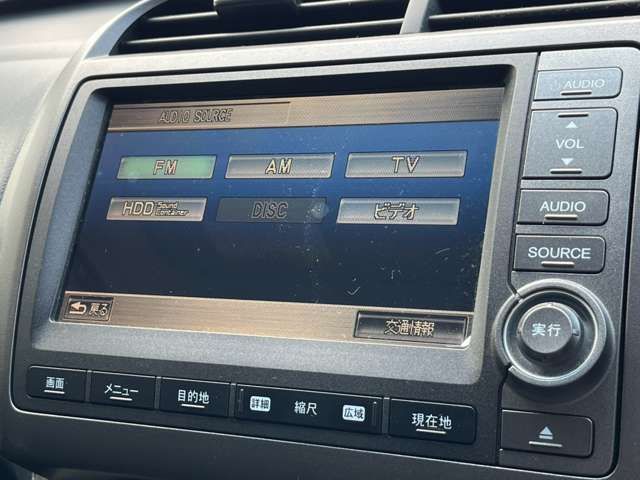 AUDIO SOURCE
FM AM TV
HDD Sound Container DISC ビデオ
戻る
交通情報
AUDIO
VOL
AUDIO
SOURCE
実行
画面 メニュー 目的地 詳細 縮尺 広域 現在地